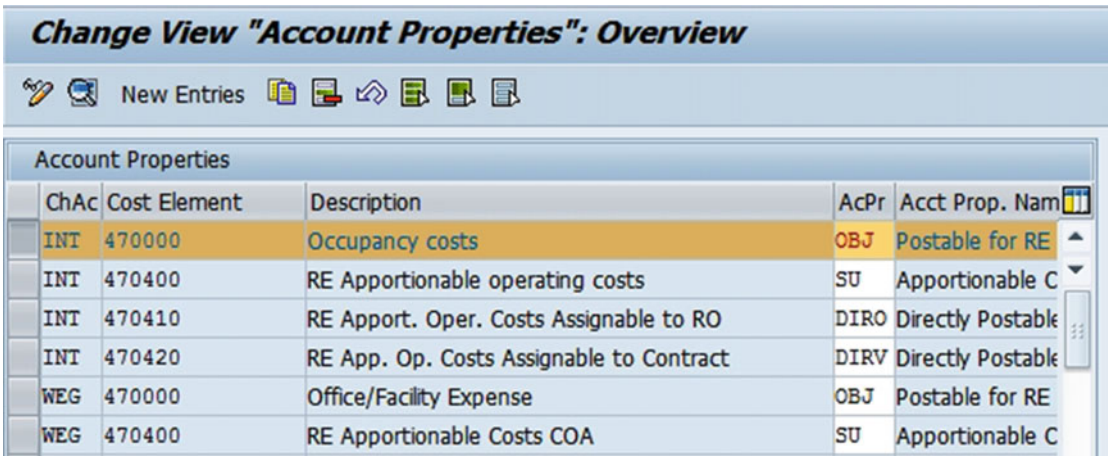 Change View "Account Properties": Overview
New Entries
Account Properties
ChAc Cost Element Description AcPr Acct Prop. Nam
INT 470000 Occupancy costs OBJ Postable for RE
INT 470400 RE Apportionable operating costs SU Apportionable C
INT 470410 RE Apport. Oper. Costs Assignable to RO DIRO Directly Postable
INT 470420 RE App. Op. Costs Assignable to Contract DIRV Directly Postable
WEG 470000 Office/Facility Expense OBJ Postable for RE
WEG 470400 RE Apportionable Costs COA SU Apportionable C